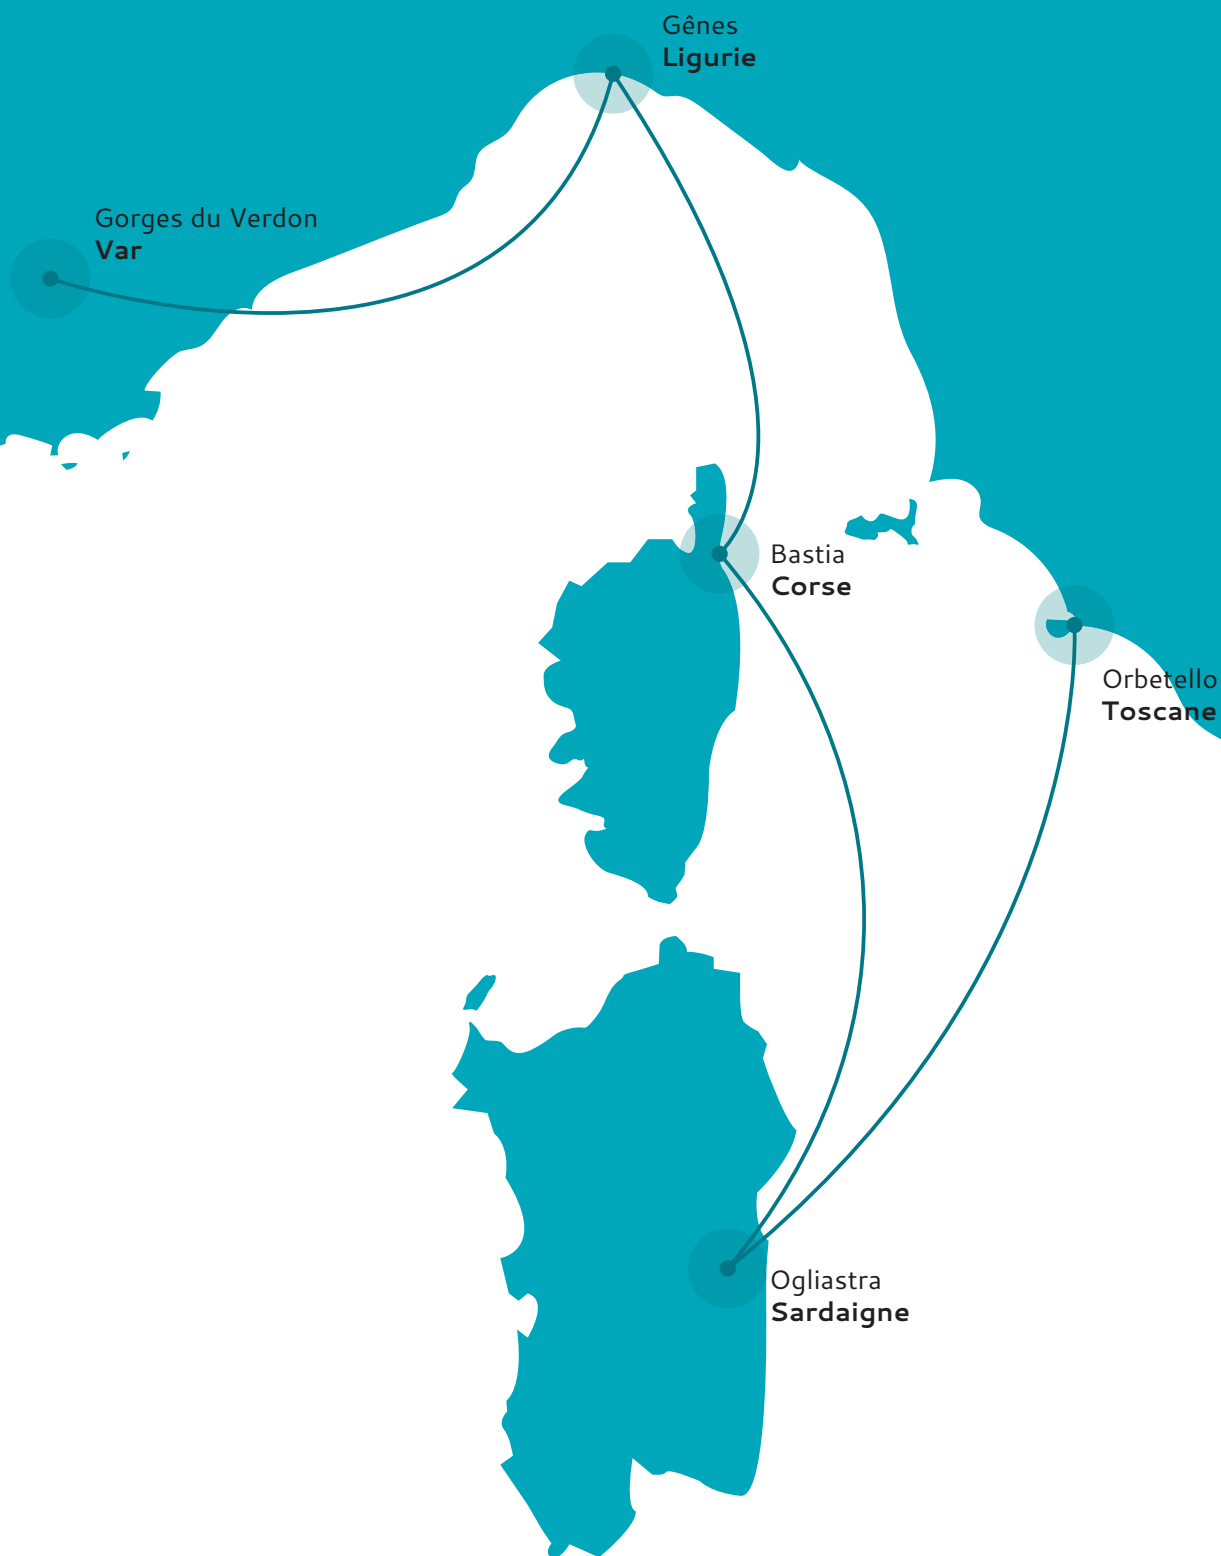 Gênes
Ligurie
Gorges du Verdon
Var
Bastia
Corse
Orbetello
Toscane
Ogliastra
Sardaigne